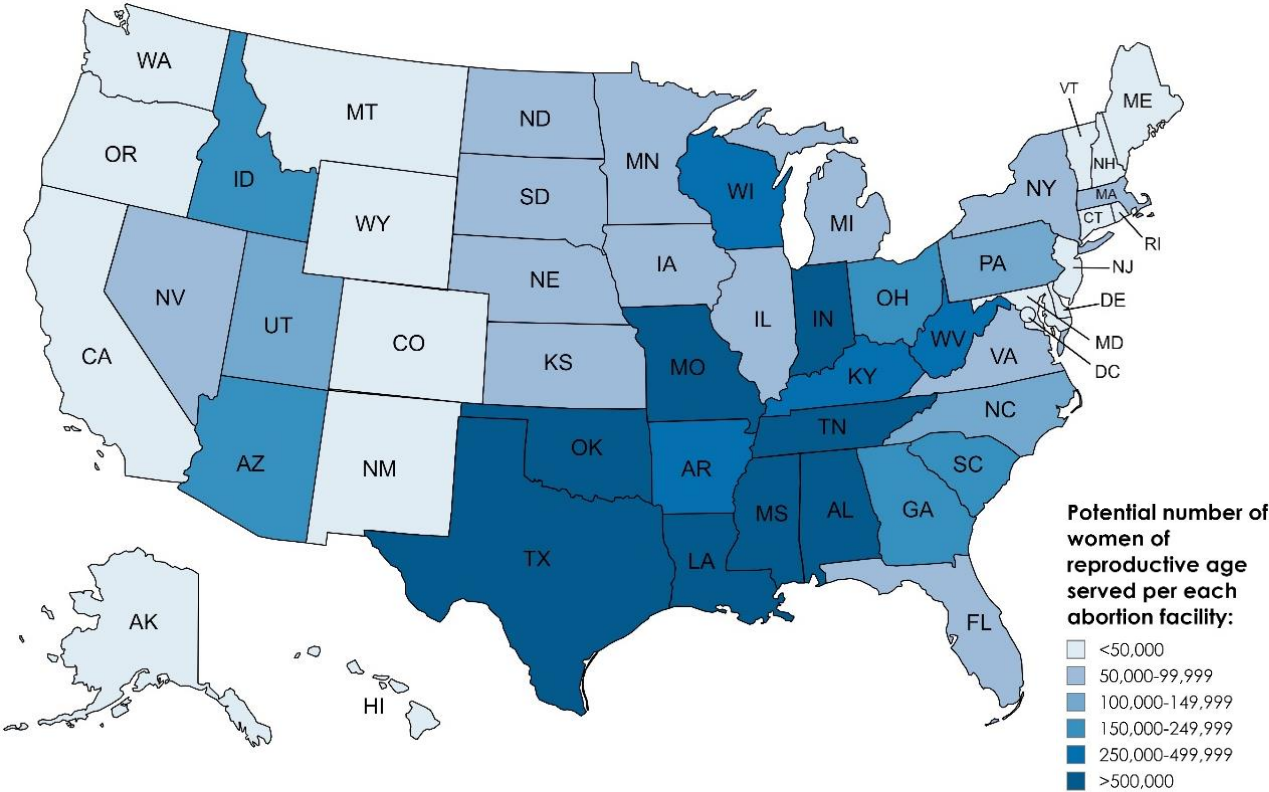 WA
MT
ND
MN
OR
ID
SD
WI
WY
MI
NE
IA
NV
UT
CO
IL
IN
OH
CA
KS
MO
KY
WV
VA
PA
NY
VT
ME
NH
MA
CT
RI
NJ
DE
MD
DC
AZ
NM
OK
AR
TN
NC
SC
MS
AL
GA
TX
LA
FL
AK
HI
Potential number of
women of
reproductive age
served per each
abortion facility:
<50,000
50,000-99,999
100,000-149,999
150,000-249,999
250,000-499,999
>500,000